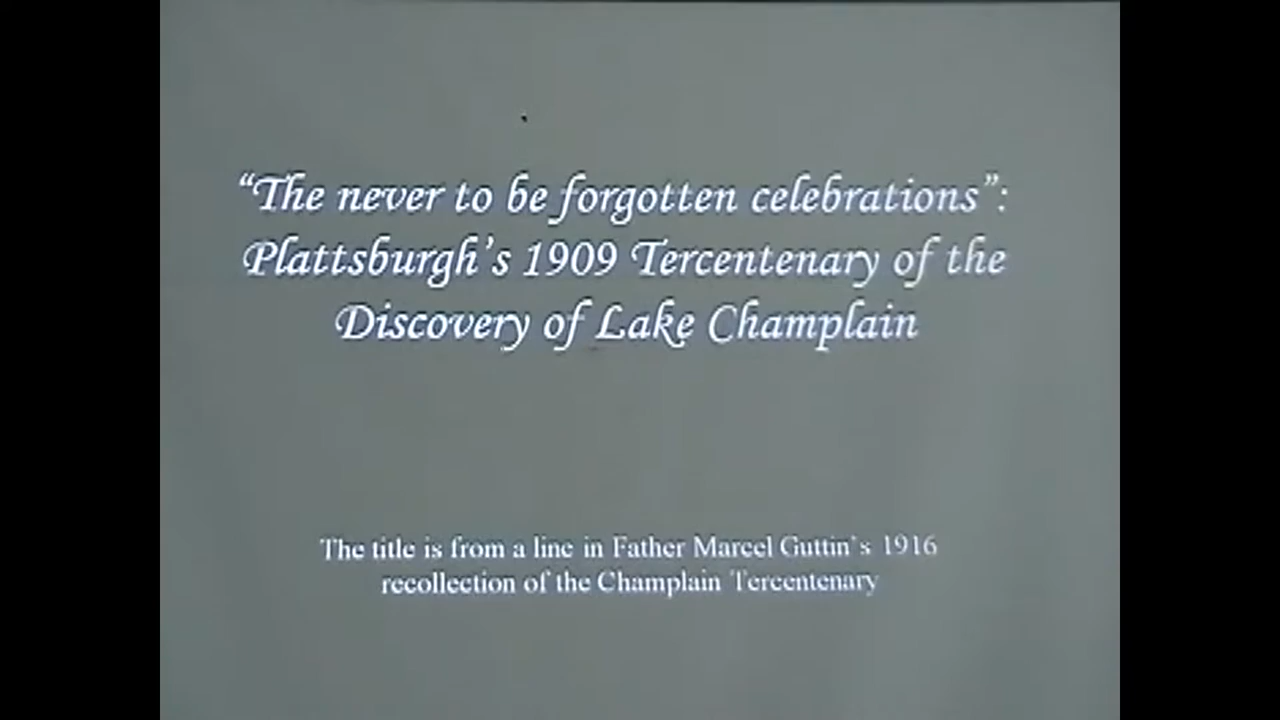 “The never to be forgotten celebrations”:
Plattsburgh’s 1909 Tercentenary of the
Discovery of Lake Champlain
The title is from a line in Father Marcel Guttin’s 1916
recollection of the Champlain Tercentenary